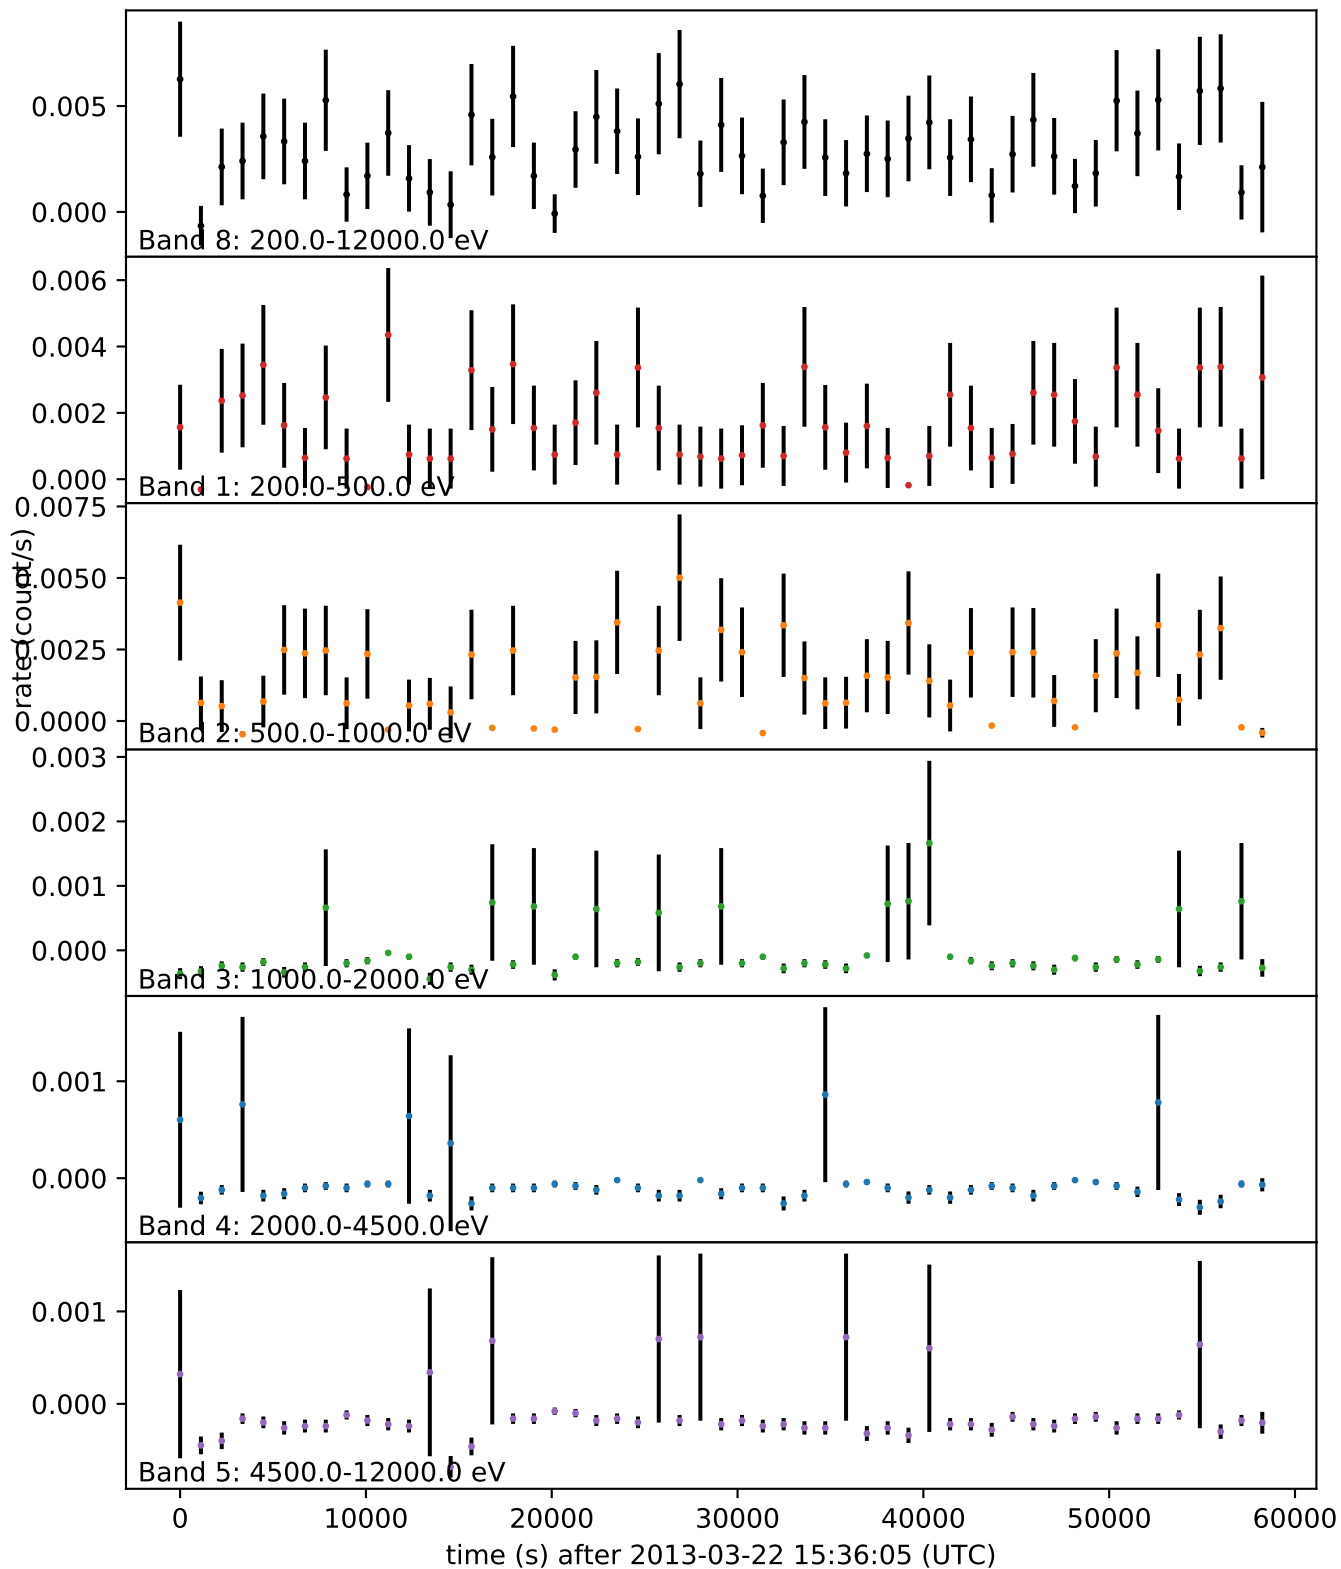 0.005
0.000
Band 8: 200.0-12000.0 eV
0.006
0.004
0.002
0.000
Band 1: 200.0-500.0 eV
rate (count/s)
0.0075
0.0050
0.0025
0.0000
Band 2: 500.0-1000.0 eV
0.003
0.002
0.001
0.000
Band 3: 1000.0-2000.0 eV
0.001
0.000
Band 4: 2000.0-4500.0 eV
0.001
0.000
Band 5: 4500.0-12000.0 eV
0 10000 20000 30000 40000 50000 60000
time (s) after 2013-03-22 15:36:05 (UTC)